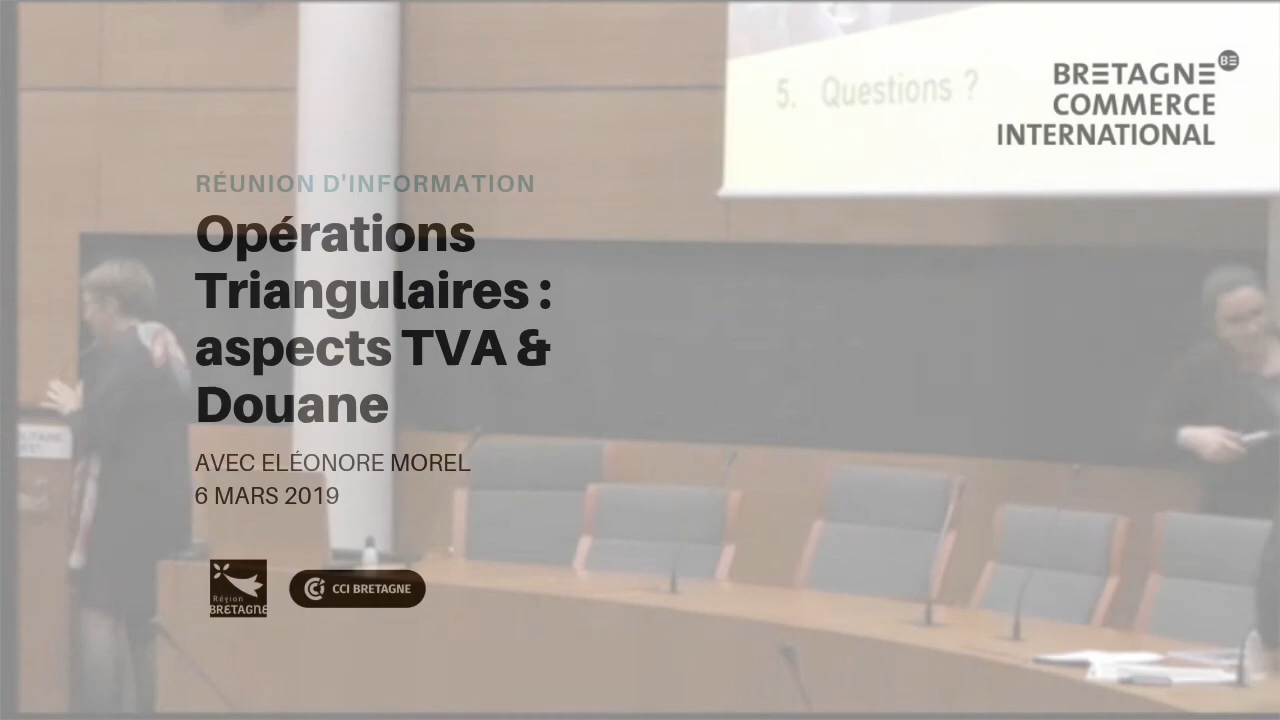 5. Questions ?
BRETAGNE BE
COMMERCE
INTERNATIONAL
RÉUNION D'INFORMATION
Opérations
Triangulaires :
aspects TVA &
Douane
AVEC ELÉONORE MOREL
6 MARS 2019
Région
BRETAGNE
CCI BRETAGNE